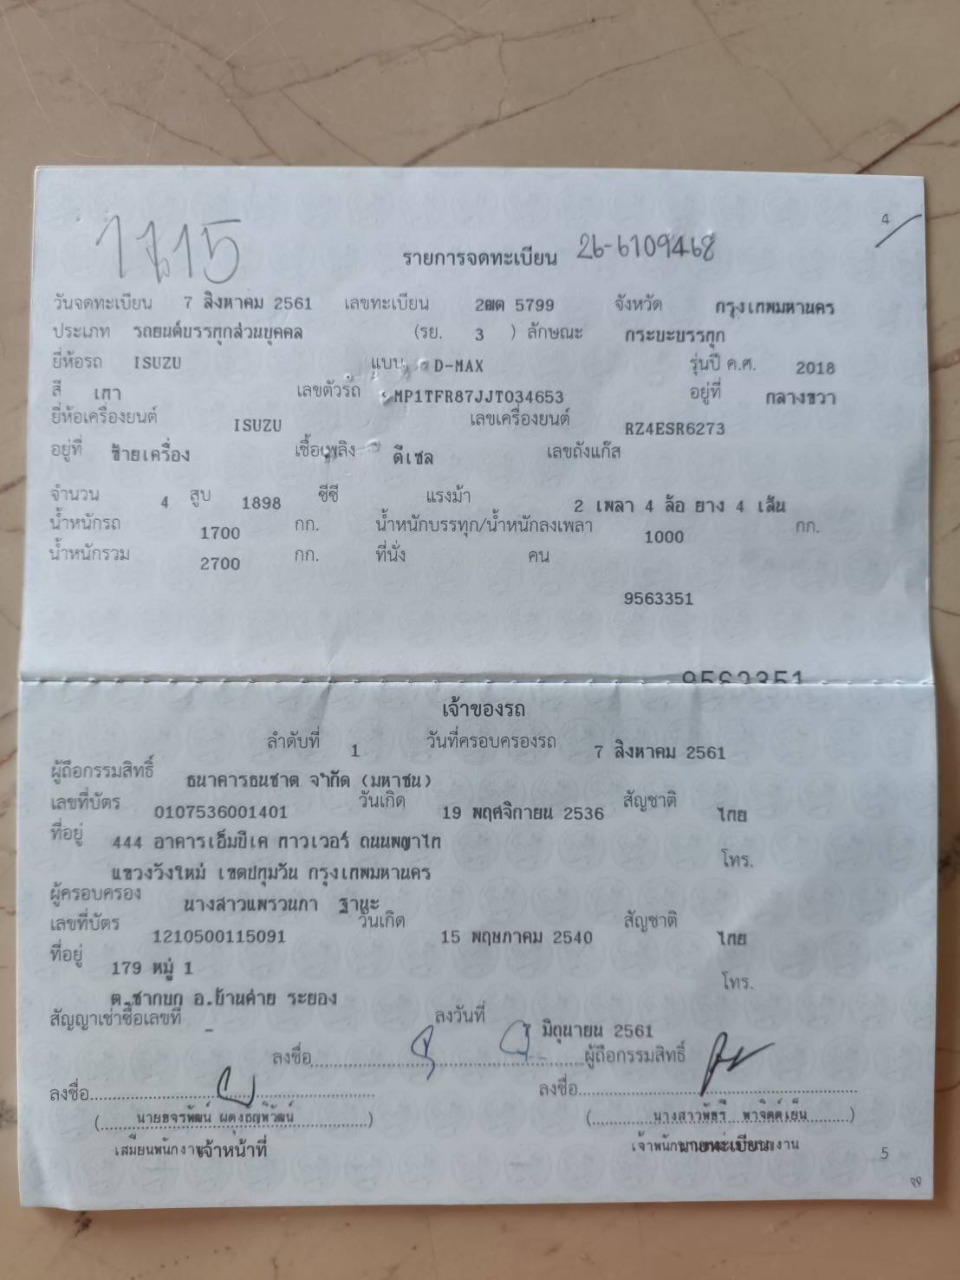 4
1715
รายการจดทะเบียน 26-6109468
วันจดทะเบียน 7 สิงหาคม 2561 เลขทะเบียน 2ฒต 5799 จังหวัด กรุงเทพมหานคร
ประเภท รถยนต์บรรทุกส่วนบุคคล (รย. 3 ) ลักษณะ กระบะบรรทุก
ยี่ห้อรถ ISUZU แบบ D-MAX รุ่นปี ค.ศ. 2018
สี เทา เลขตัวรถ MP1TFR87JJT034653 อยู่ที่ กลางขวา
ยี่ห้อเครื่องยนต์ ISUZU เลขเครื่องยนต์ RZ4ESR6273
อยู่ที่ ซ้ายเครื่อง เชื้อเพลิง ดีเซล เลขถังแก๊ส
จำนวน 4 สูบ 1898 ซีซี แรงม้า 2 เพลา 4 ล้อ ยาง 4 เส้น
น้ำหนักรถ 1700 กก. น้ำหนักบรรทุก/น้ำหนักลงเพลา 1000 กก.
น้ำหนักรวม 2700 กก. ที่นั่ง คน
9563351
9563351
เจ้าของรถ
ลำดับที่ 1 วันที่ครอบครองรถ 7 สิงหาคม 2561
ผู้ถือกรรมสิทธิ์ ธนาคารธนชาต จำกัด (มหาชน)
เลขที่บัตร 0107536001401 วันเกิด 19 พฤศจิกายน 2536 สัญชาติ ไทย
ที่อยู่ 444 อาคารเอ็มบีเค ทาวเวอร์ ถนนพญาไท
โทร.
แขวงวังใหม่ เขตปทุมวัน กรุงเทพมหานคร
ผู้ครอบครอง นางสาวแพรวนภา ฐานะ
เลขที่บัตร 1210500115091 วันเกิด 15 พฤษภาคม 2540 สัญชาติ ไทย
ที่อยู่ 179 หมู่ 1
โทร.
ต.ชากบก อ.บ้านค่าย ระยอง
สัญญาเช่าซื้อเลขที่ - ลงวันที่ 7 มิถุนายน 2561
ลงชื่อ ผู้ถือกรรมสิทธิ์
ลงชื่อ ลงชื่อ
( นายขจรพัฒน์ ) ( นางสาวพัชรี )
เจ้าหน้าที่ นายทะเบียน
5